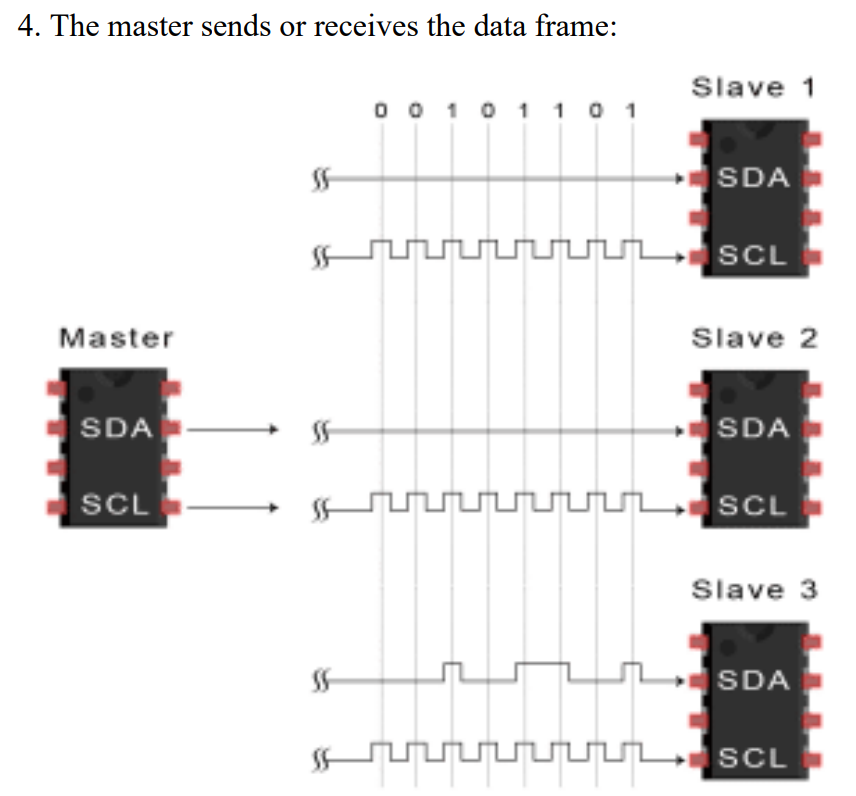 4. The master sends or receives the data frame:
Slave 1
0 0 1 0 1 1 0 1
SDA
SCL
Master
Slave 2
SDA
SDA
SCL
SCL
Slave 3
SDA
SCL